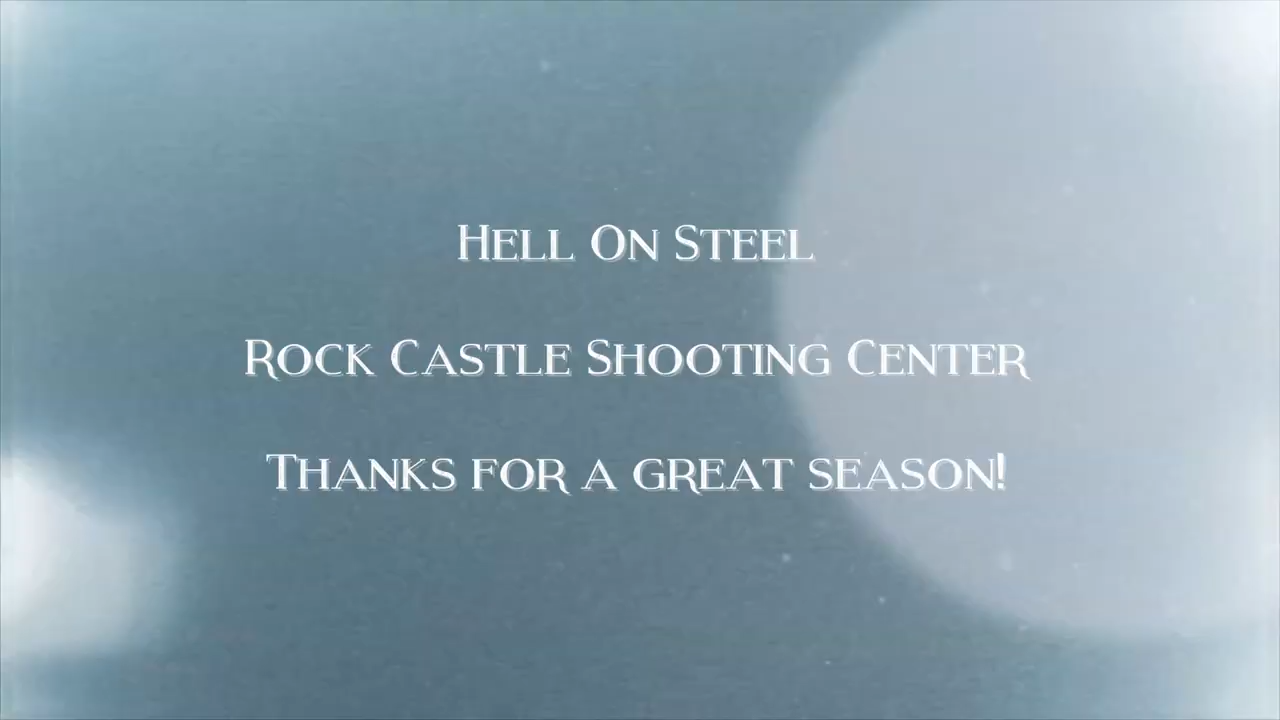 Hell On Steel
Rock Castle Shooting Center
Thanks for a great season!